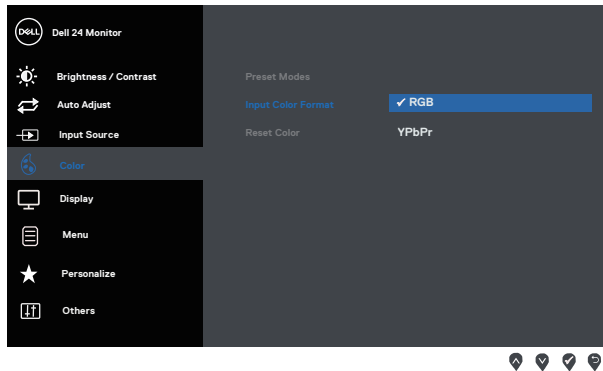 DELL Dell 24 Monitor
Brightness / Contrast
Auto Adjust
Input Source
Color
Display
Menu
Personalize
Others
Preset Modes
Input Color Format
Reset Color
✓ RGB
YPbPr